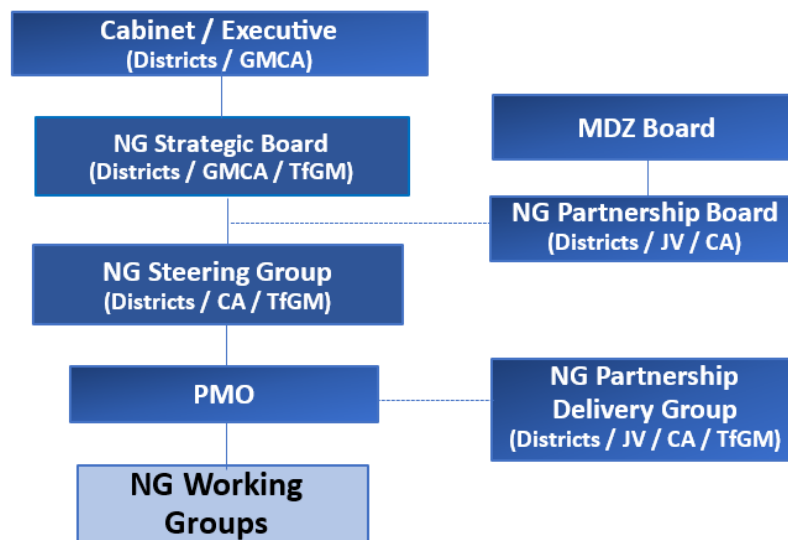 Cabinet / Executive
(Districts / GMCA)
NG Strategic Board
(Districts / GMCA / TfGM)
MDZ Board
NG Partnership Board
(Districts / JV / CA)
NG Steering Group
(Districts / CA / TfGM)
PMO
NG Partnership
Delivery Group
(Districts / JV / CA / TfGM)
NG Working
Groups